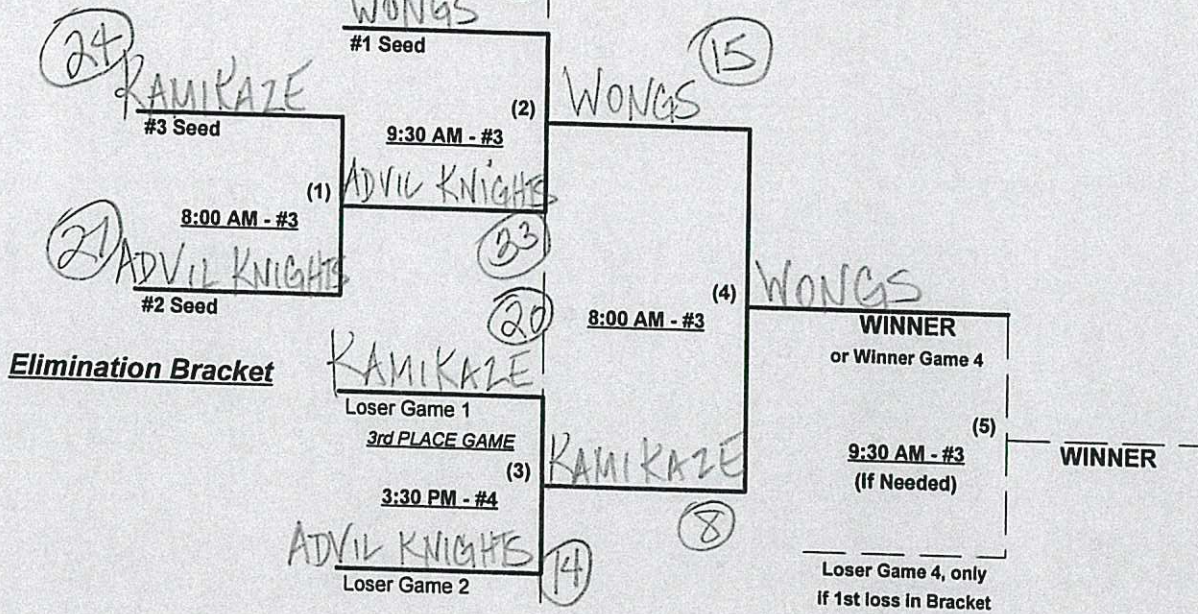 WONGS
#1 Seed
24
KAMIKAZE
#3 Seed
(2)
9:30 AM - #3
WONGS
15
(1)
8:00 AM - #3
ADVIL KNIGHTS
ADVIL KNIGHTS
#2 Seed
(4)
8:00 AM - #3
WONGS
WINNER
or Winner Game 4
20
Elimination Bracket
KAMIKAZE
Loser Game 1
3rd PLACE GAME
(3)
3:30 PM - #4
KAMIKAZE
8
ADVIL KNIGHTS
14
Loser Game 2
(5)
9:30 AM - #3
(If Needed)
WINNER
Loser Game 4, only
if 1st loss in Bracket